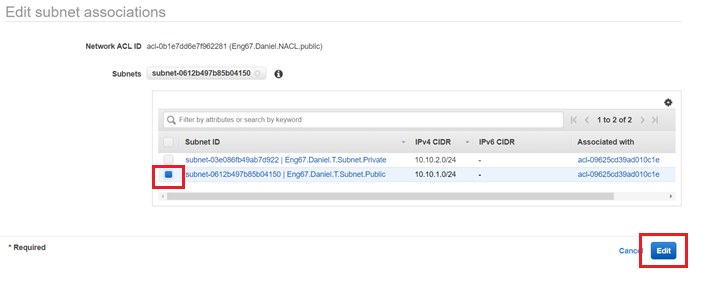 Edit subnet associations
Network ACL ID acl-0b1e7dd6e7f962281 (Eng67.Daniel.NACL.public)
Subnets subnet-0612b497b85b04150
Filter by attributes or search by keyword 1 to 2 of 2
Subnet ID IPv4 CIDR IPv6 CIDR Associated with
subnet-03e086fb49ab7d922 | Eng67.Daniel.T.Subnet.Private 10.10.2.0/24 - acl-09625cd39ad010c1e
subnet-0612b497b85b04150 | Eng67.Daniel.T.Subnet.Public 10.10.1.0/24 - acl-09625cd39ad010c1e
* Required Cancel Edit